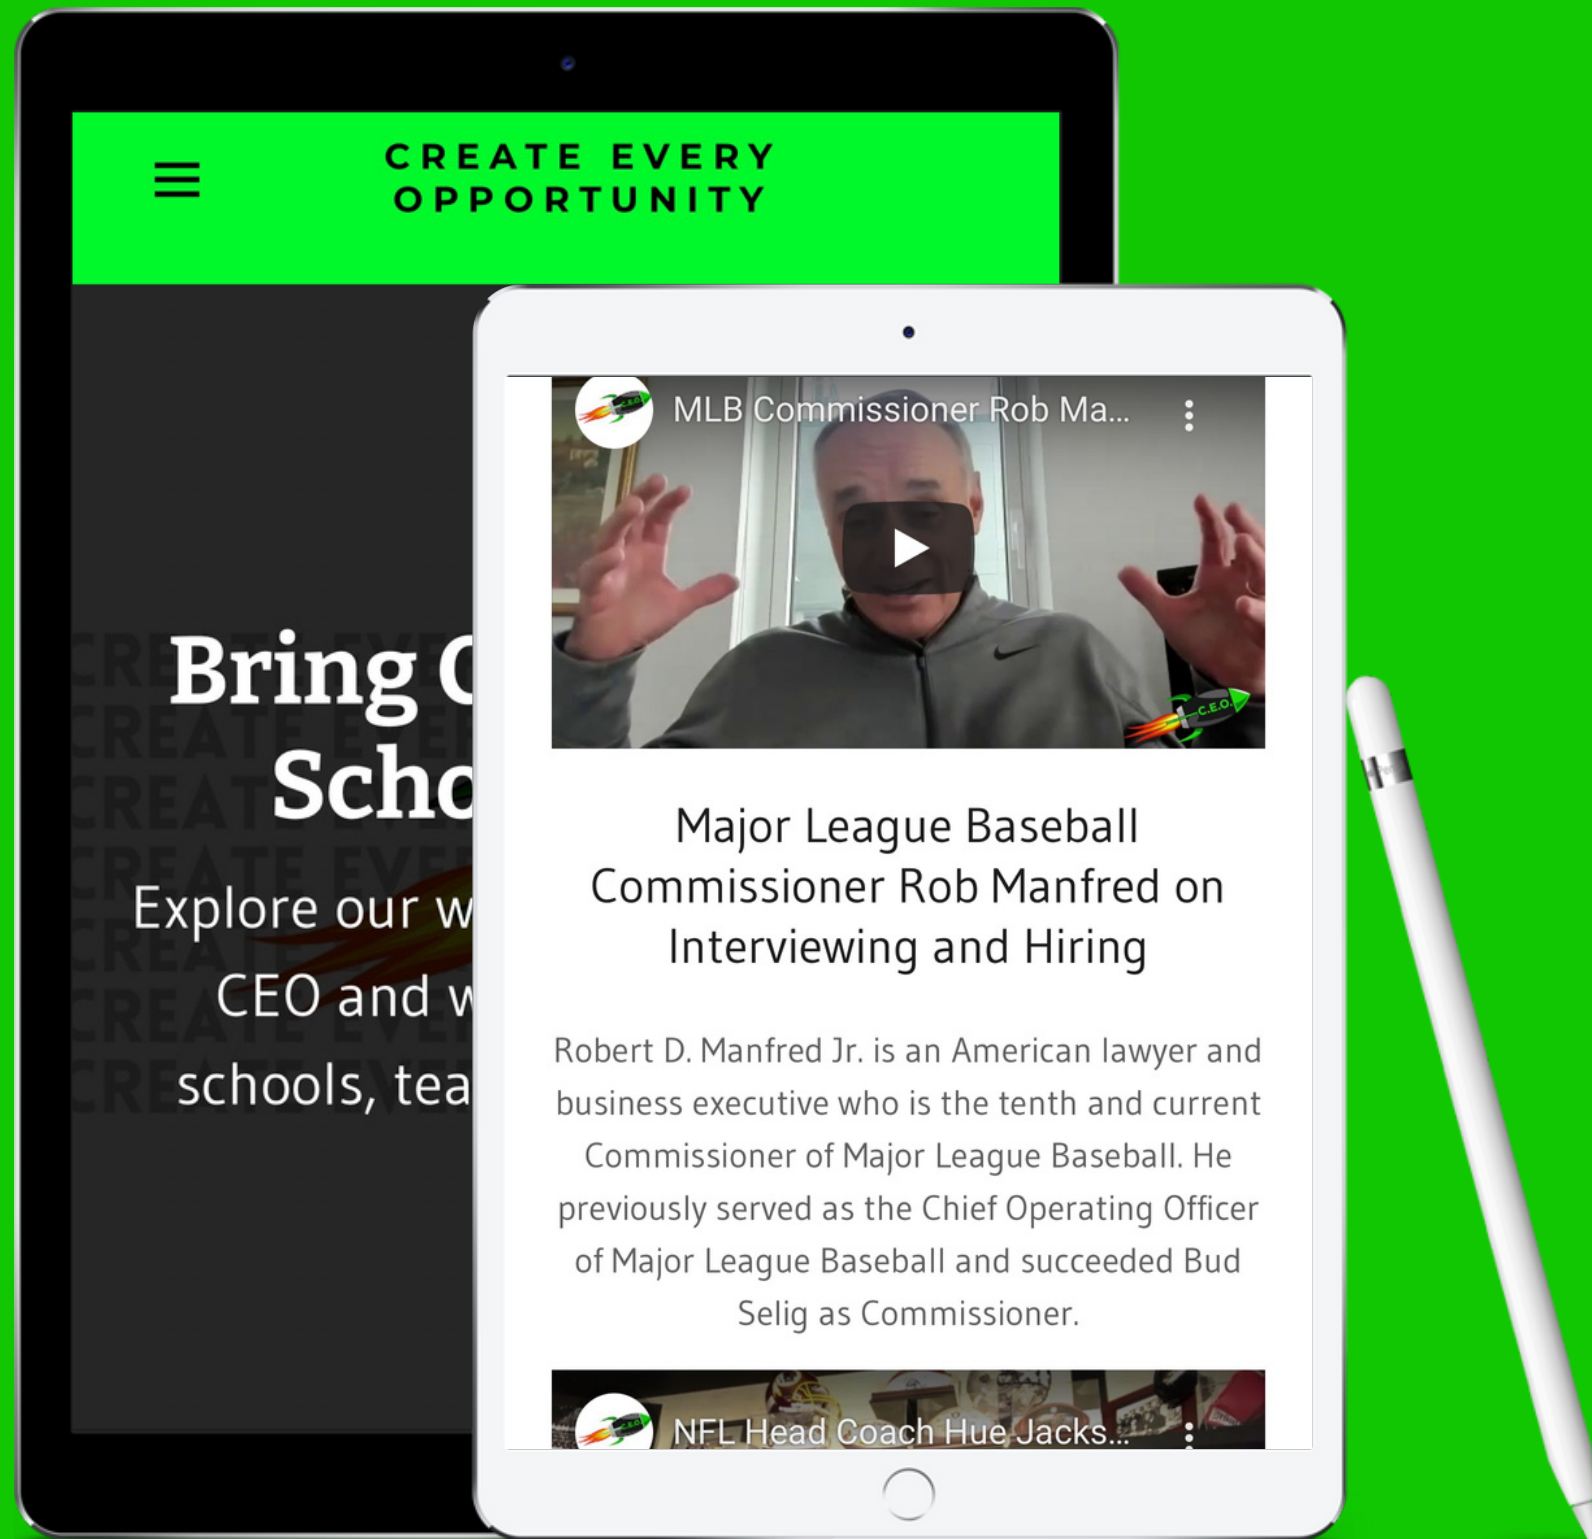 CREATE EVERY
OPPORTUNITY
Bring
Scho
Explore our w
CEO and w
schools, tea
MLB Commissioner Rob Ma...
C.E.O.
Major League Baseball
Commissioner Rob Manfred on
Interviewing and Hiring
Robert D. Manfred Jr. is an American lawyer and
business executive who is the tenth and current
Commissioner of Major League Baseball. He
previously served as the Chief Operating Officer
of Major League Baseball and succeeded Bud
Selig as Commissioner.
NFL Head Coach Hue Jacks...